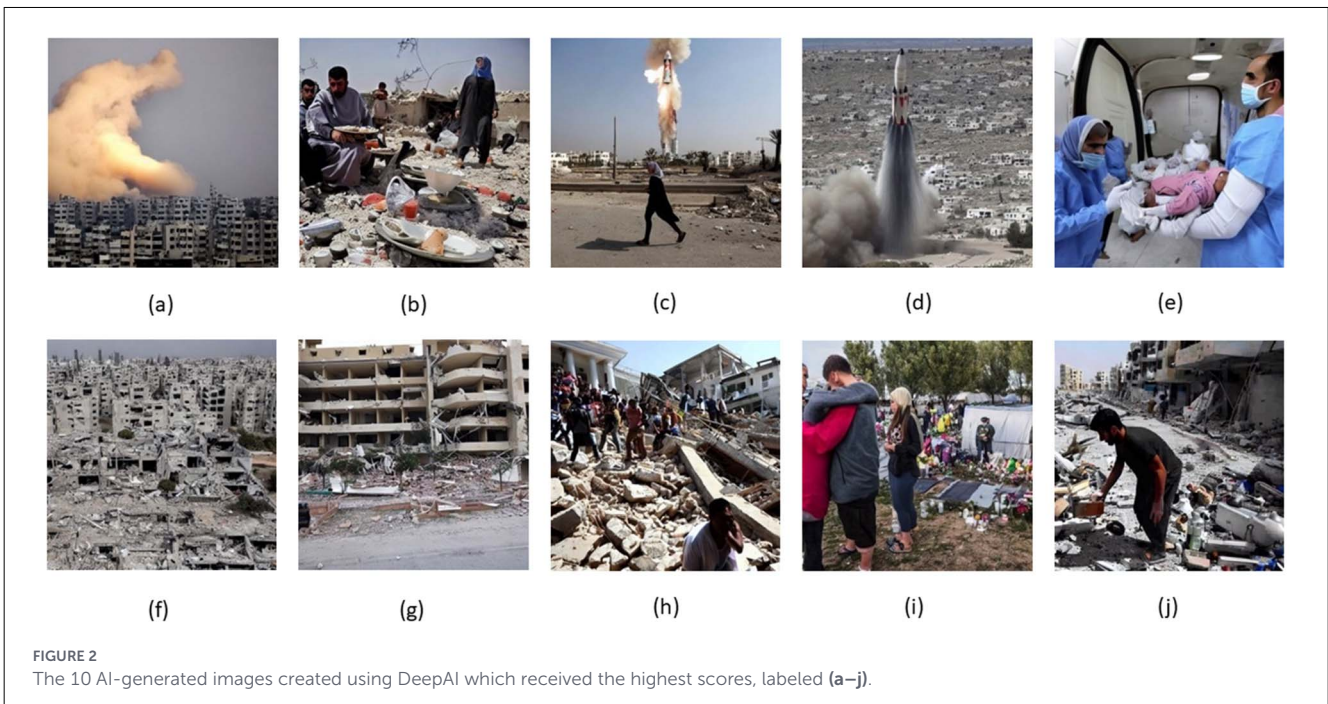 (a) (b) (c) (d) (e)
(f) (g) (h) (i) (j)
FIGURE 2
The 10 AI-generated images created using DeepAI which received the highest scores, labeled (a–j).